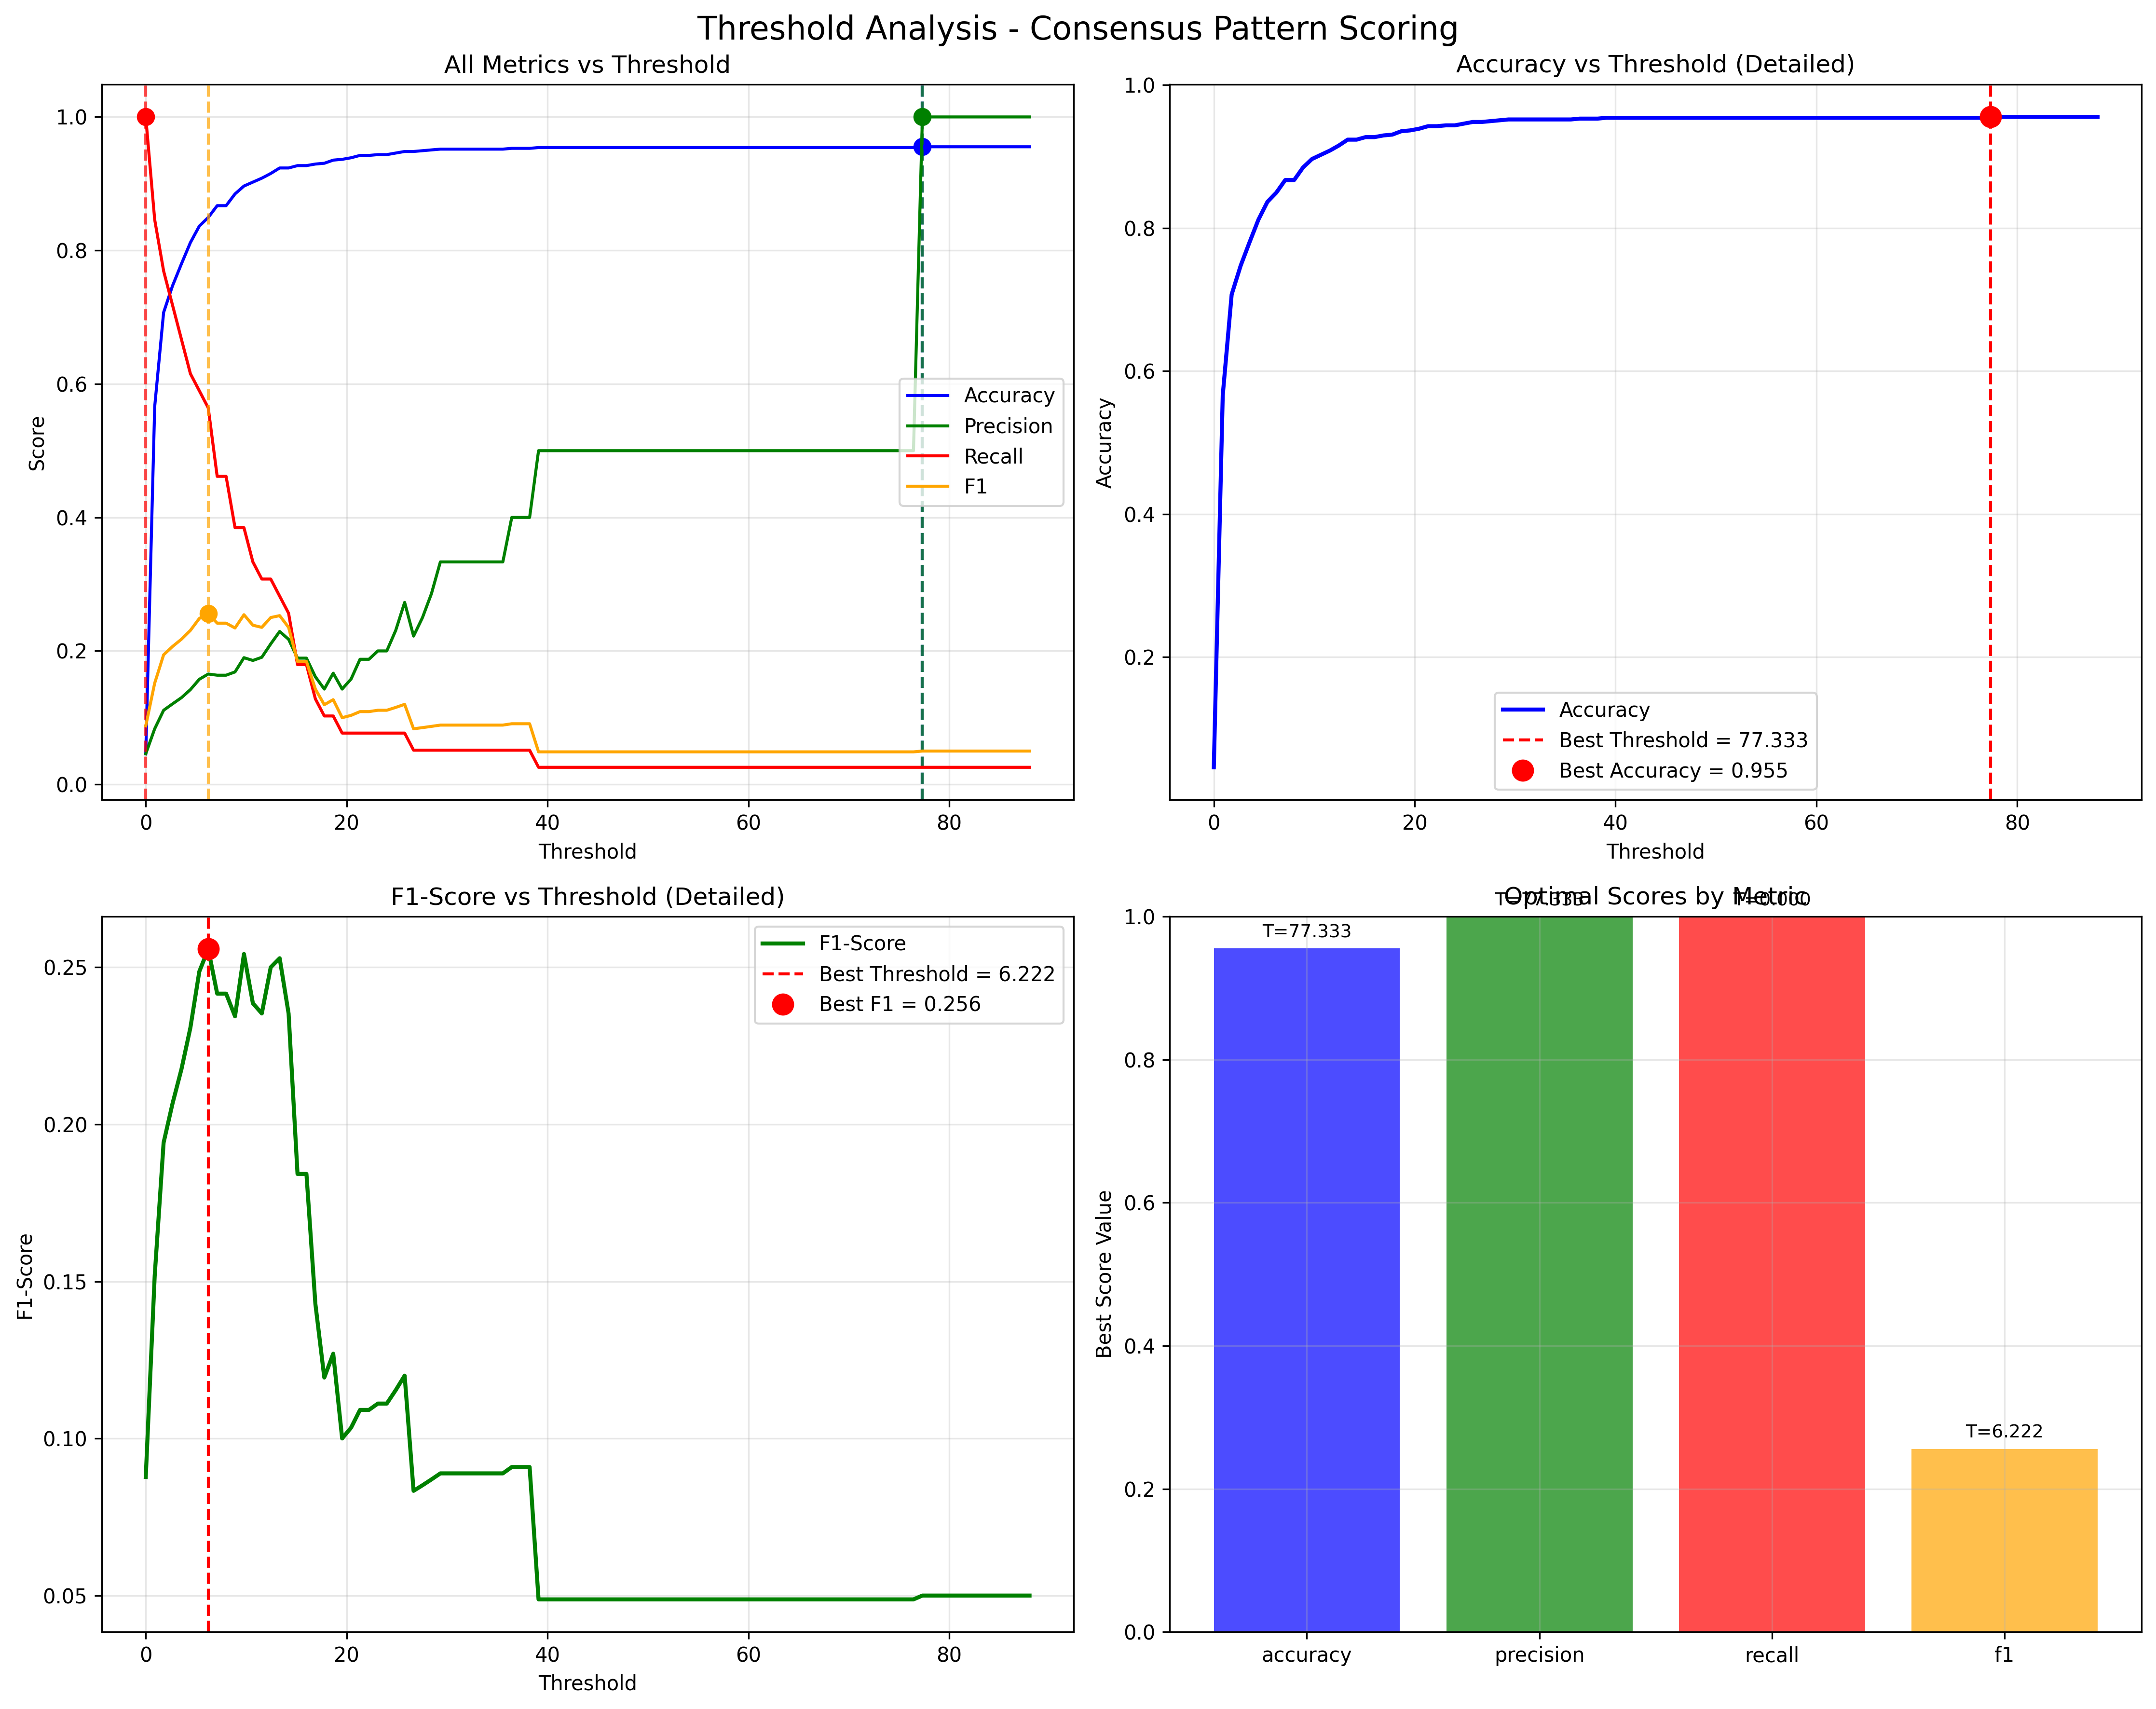 Threshold Analysis - Consensus Pattern Scoring
All Metrics vs Threshold
1.0
0.8
0.6
0.4
0.2
0.0
Score
Accuracy
Precision
Recall
F1
0 20 40 60 80
Threshold
Accuracy vs Threshold (Detailed)
1.0
0.8
0.6
0.4
0.2
Accuracy
Accuracy
Best Threshold = 77.333
Best Accuracy = 0.955
0 20 40 60 80
Threshold
F1-Score vs Threshold (Detailed)
0.25
0.20
0.15
0.10
0.05
F1-Score
F1-Score
Best Threshold = 6.222
Best F1 = 0.256
0 20 40 60 80
Threshold
Optimal Scores by Metric
T=77.333
T=0.000
1.0
0.8
0.6
0.4
0.2
0.0
Best Score Value
T=77.333
T=6.222
accuracy precision recall f1